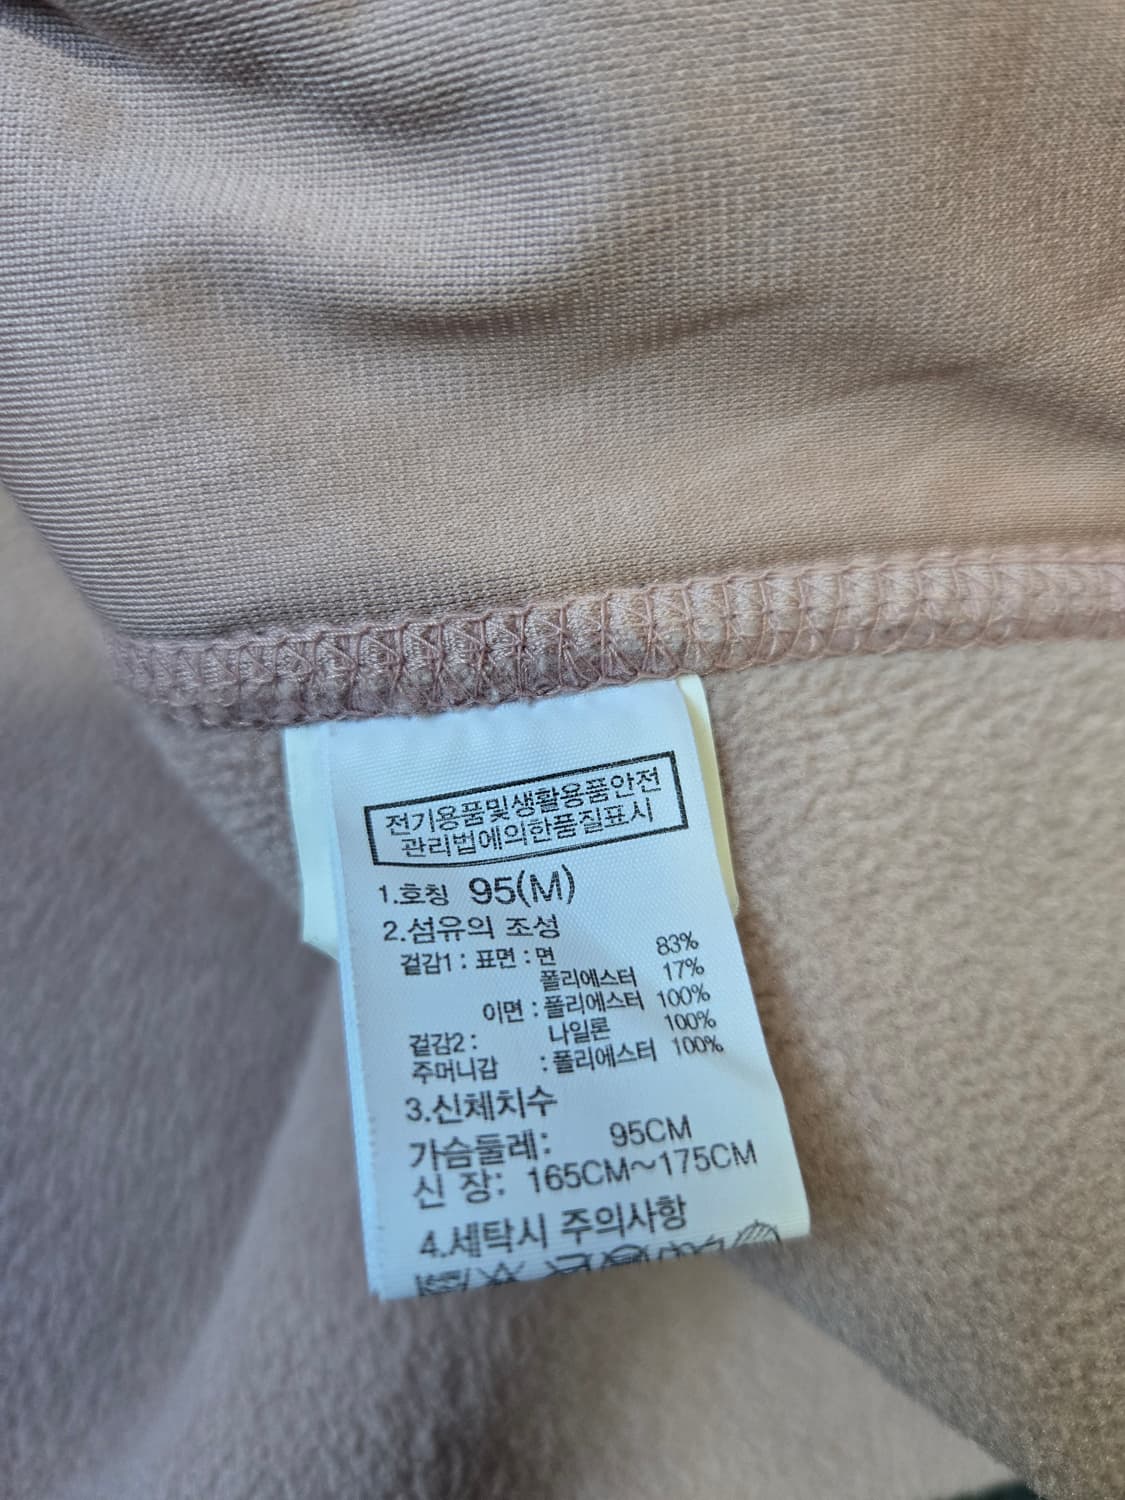 전기용품및생활용품안전
관리법에의한품질표시
1.호칭 95(M)
2.섬유의 조성
겉감1 : 표면 : 면 83%
폴리에스터 17%
이면 : 폴리에스터 100%
겉감2 : 나일론 100%
주머니감 : 폴리에스터 100%
3.신체치수
가슴둘레: 95CM
신 장: 165CM~175CM
4.세탁시 주의사항